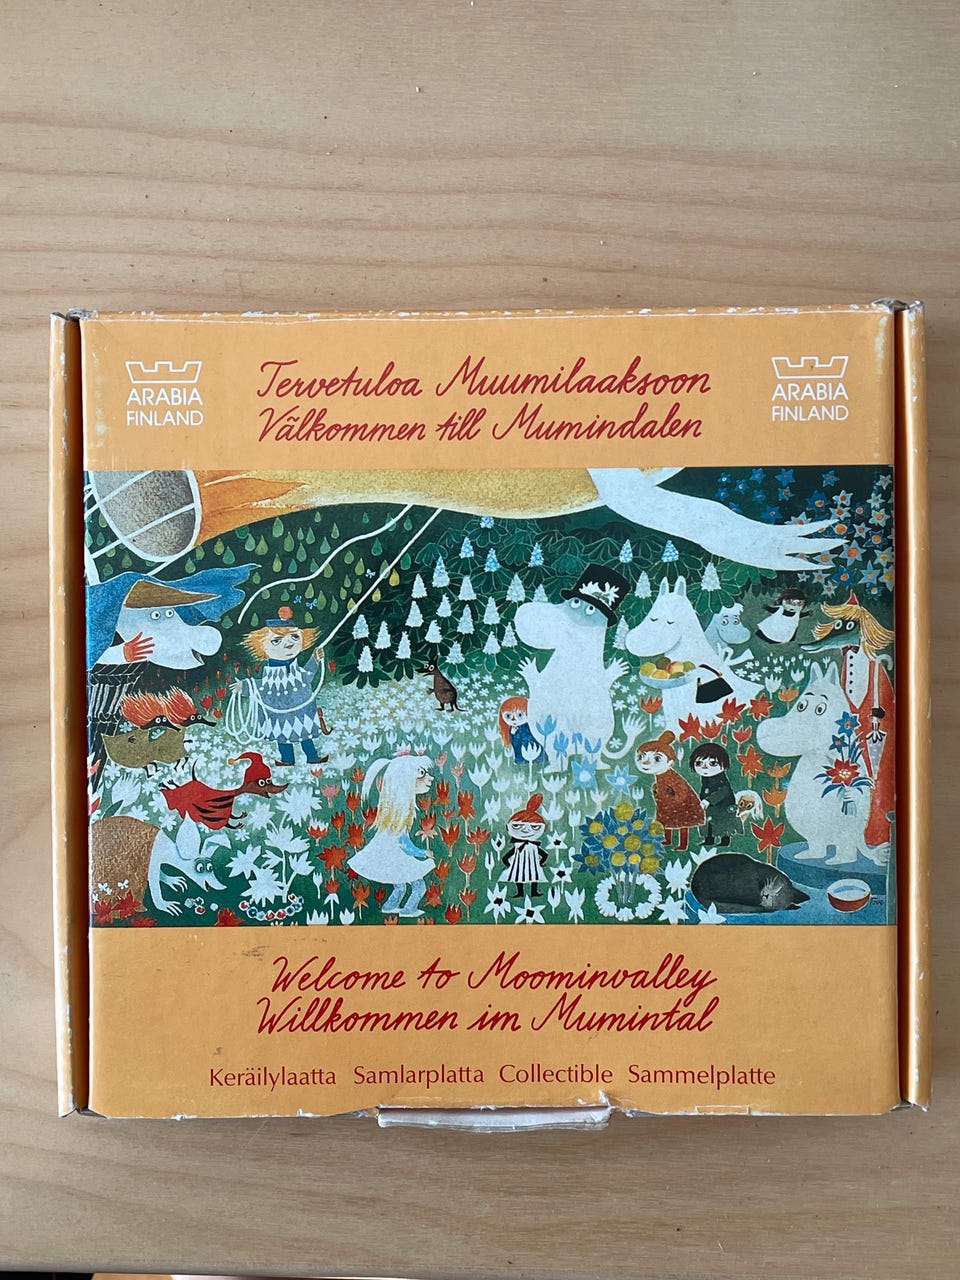 ARABIA
FINLAND
Tervetuloa Muumilaaksoon
Välkommen till Mumindalen
ARABIA
FINLAND
Tove
Welcome to Moominvalley
Willkommen im Mumintal
Keräilylaatta Samlarplatta Collectible Sammelplatte